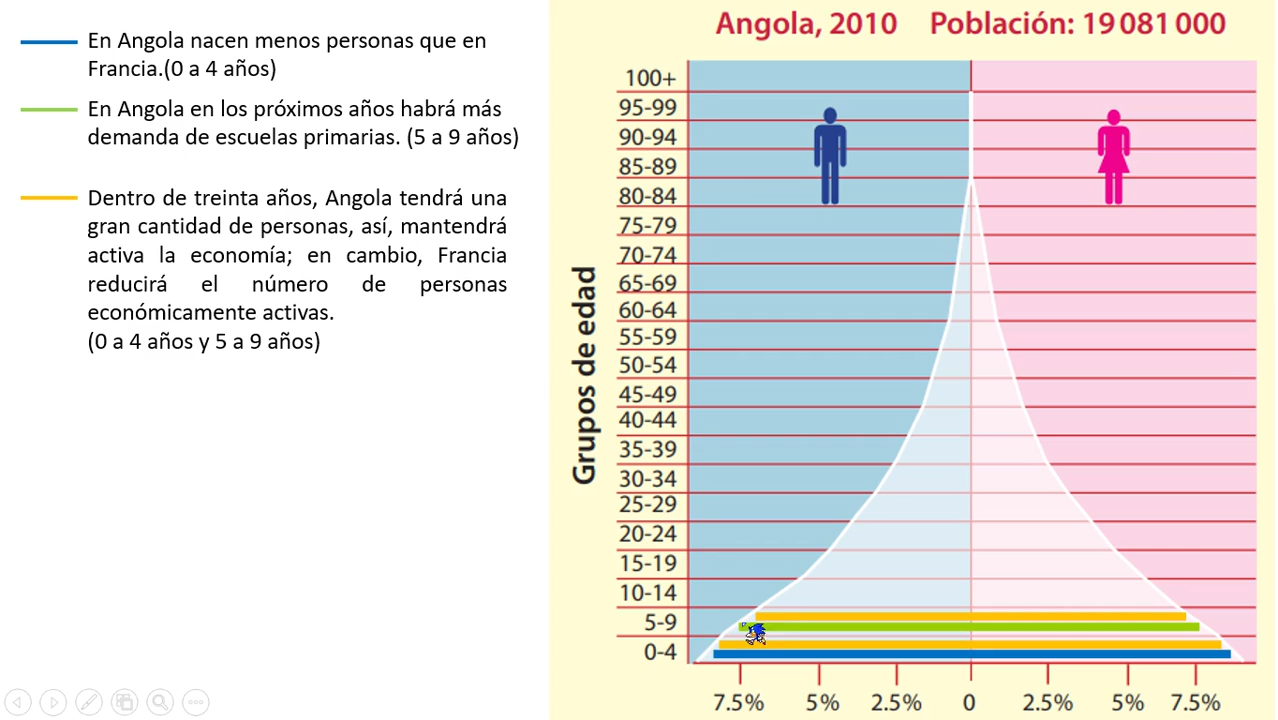 En Angola nacen menos personas que en
Francia.(0 a 4 años)
En Angola en los próximos años habrá más
demanda de escuelas primarias. (5 a 9 años)
Dentro de treinta años, Angola tendrá una
gran cantidad de personas, así, mantendrá
activa la economía; en cambio, Francia
reducirá el número de personas
económicamente activas.
(0 a 4 años y 5 a 9 años)
Angola, 2010 Población: 19 081 000
Grupos de edad
100+
95-99
90-94
85-89
80-84
75-79
70-74
65-69
60-64
55-59
50-54
45-49
40-44
35-39
30-34
25-29
20-24
15-19
10-14
5-9
0-4
7.5% 5% 2.5% 0 2.5% 5% 7.5%